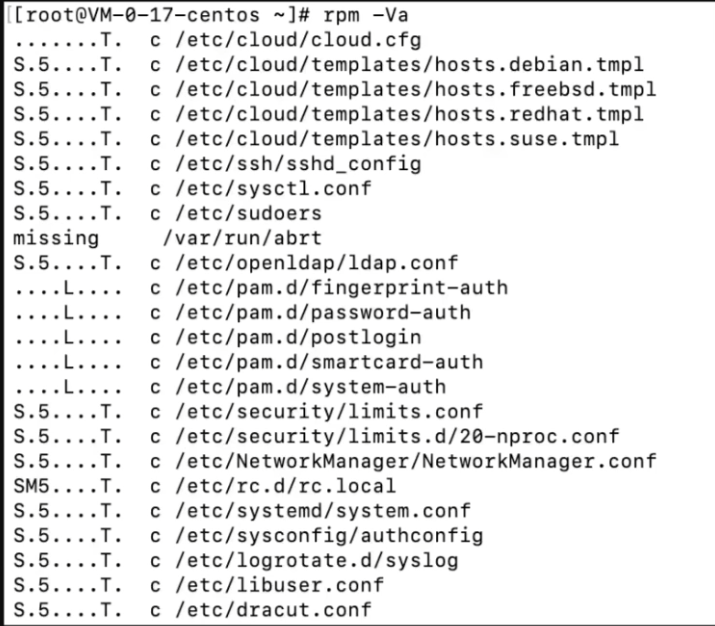 [[root@VM-0-17-centos ~]# rpm -Va
.......T.  c /etc/cloud/cloud.cfg
S.5....T.  c /etc/cloud/templates/hosts.debian.tmpl
S.5....T.  c /etc/cloud/templates/hosts.freebsd.tmpl
S.5....T.  c /etc/cloud/templates/hosts.redhat.tmpl
S.5....T.  c /etc/cloud/templates/hosts.suse.tmpl
S.5....T.  c /etc/ssh/sshd_config
S.5....T.  c /etc/sysctl.conf
S.5....T.  c /etc/sudoers
missing     /var/run/abrt
S.5....T.  c /etc/openldap/ldap.conf
....L....  c /etc/pam.d/fingerprint-auth
....L....  c /etc/pam.d/password-auth
....L....  c /etc/pam.d/postlogin
....L....  c /etc/pam.d/smartcard-auth
....L....  c /etc/pam.d/system-auth
S.5....T.  c /etc/security/limits.conf
S.5....T.  c /etc/security/limits.d/20-nproc.conf
S.5....T.  c /etc/NetworkManager/NetworkManager.conf
SM5....T.  c /etc/rc.d/rc.local
S.5....T.  c /etc/systemd/system.conf
S.5....T.  c /etc/sysconfig/authconfig
S.5....T.  c /etc/logrotate.d/syslog
S.5....T.  c /etc/libuser.conf
S.5....T.  c /etc/dracut.conf